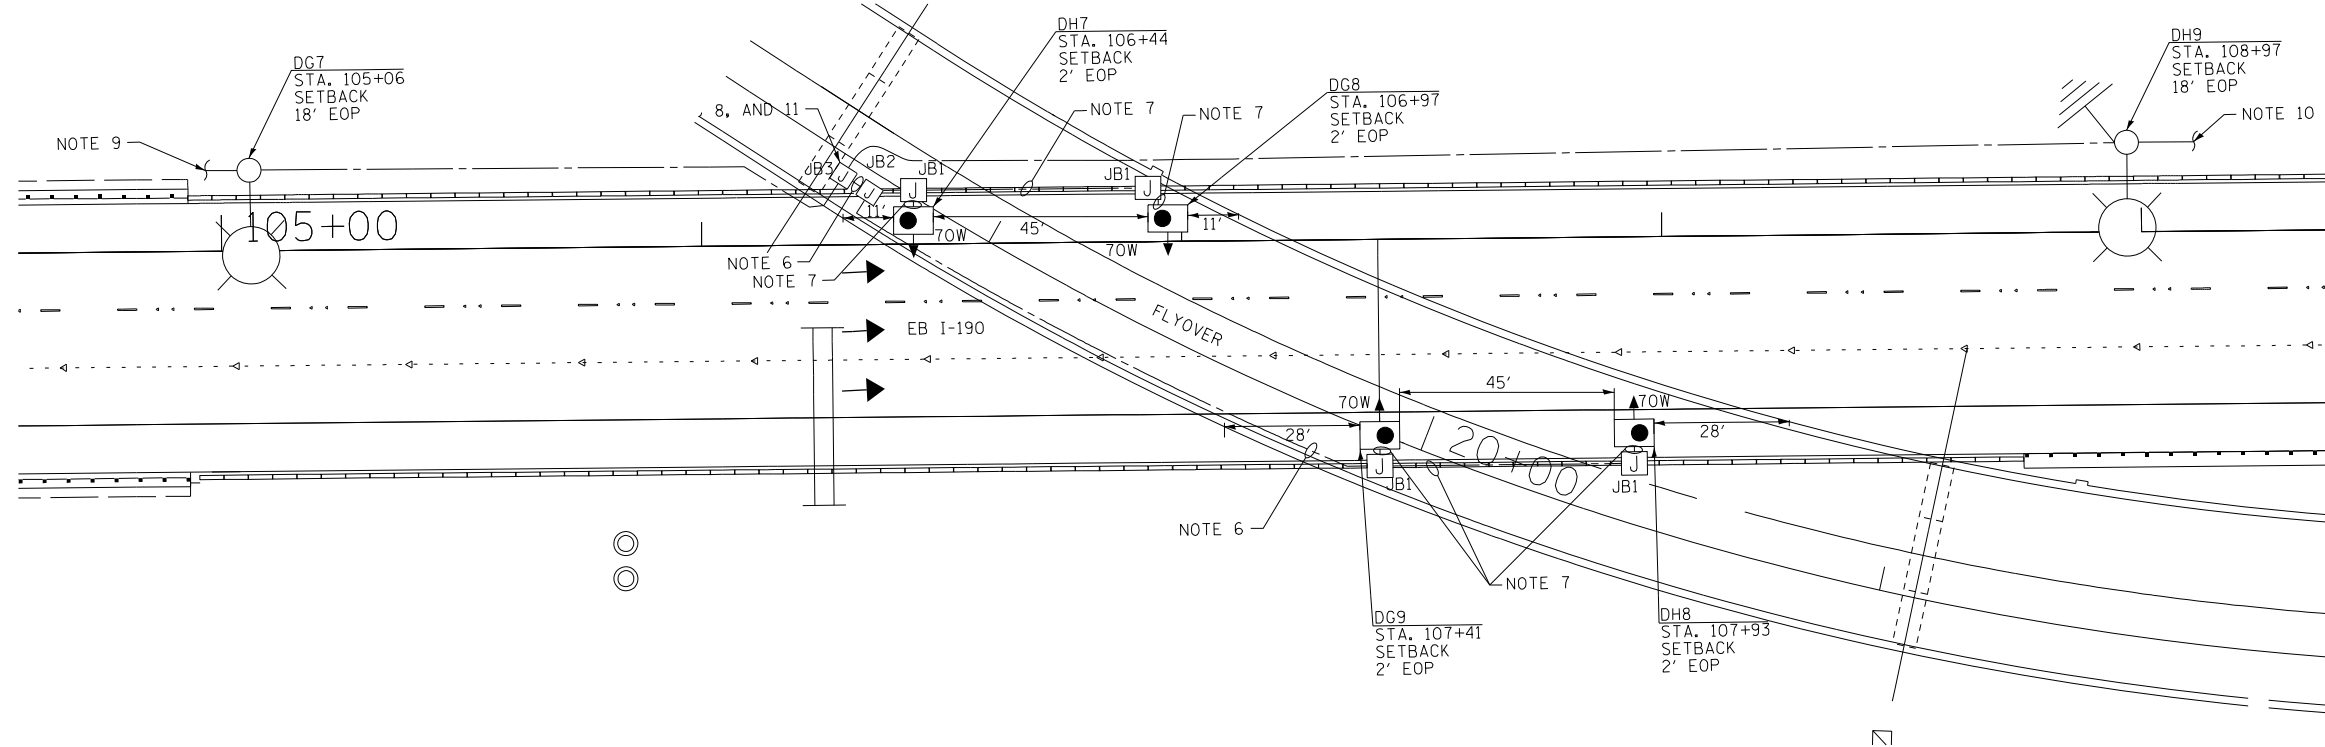 DH7
STA. 106+44
SETBACK
2' EOP
DH9
STA. 108+97
SETBACK
18' EOP
DG7
STA. 105+06
SETBACK
18' EOP
DG8
STA. 106+97
SETBACK
2' EOP
8, AND 11
NOTE 7
NOTE 7
NOTE 10
NOTE 9
JB3
JB2
JB1
JB1
J
J
J
J
105+00
11'
45'
11'
70W
70W
NOTE 6
NOTE 7
FLYOVER
EB I-190
45'
70W
70W
28'
28'
120+00
J
JB1
J
JB1
NOTE 6
NOTE 7
DG9
STA. 107+41
SETBACK
2' EOP
DH8
STA. 107+93
SETBACK
2' EOP